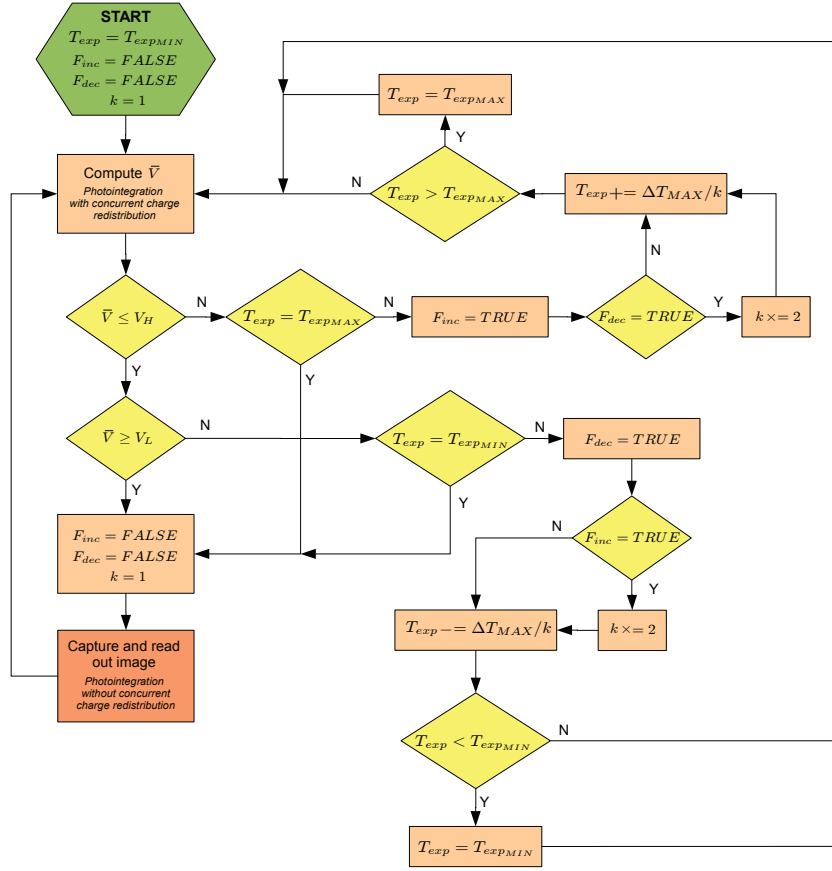 START
T_exp = T_expMIN
F_inc = FALSE
F_dec = FALSE
k = 1
T_exp = T_expMAX
Y
Compute V̄
Photointegration
with concurrent charge
redistribution
N
T_exp > T_expMAX
T_exp += ΔT_MAX/k
N
V̄ ≤ V_H
N
T_exp = T_expMAX
N
F_inc = TRUE
F_dec = TRUE
Y
k ×= 2
Y
Y
V̄ ≥ V_L
N
T_exp = T_expMIN
N
F_dec = TRUE
Y
Y
F_inc = FALSE
F_dec = FALSE
k = 1
N
F_inc = TRUE
Y
T_exp −= ΔT_MAX/k
k ×= 2
Capture and read
out image
Photointegration
without concurrent
charge redistribution
T_exp < T_expMIN
N
Y
T_exp = T_expMIN